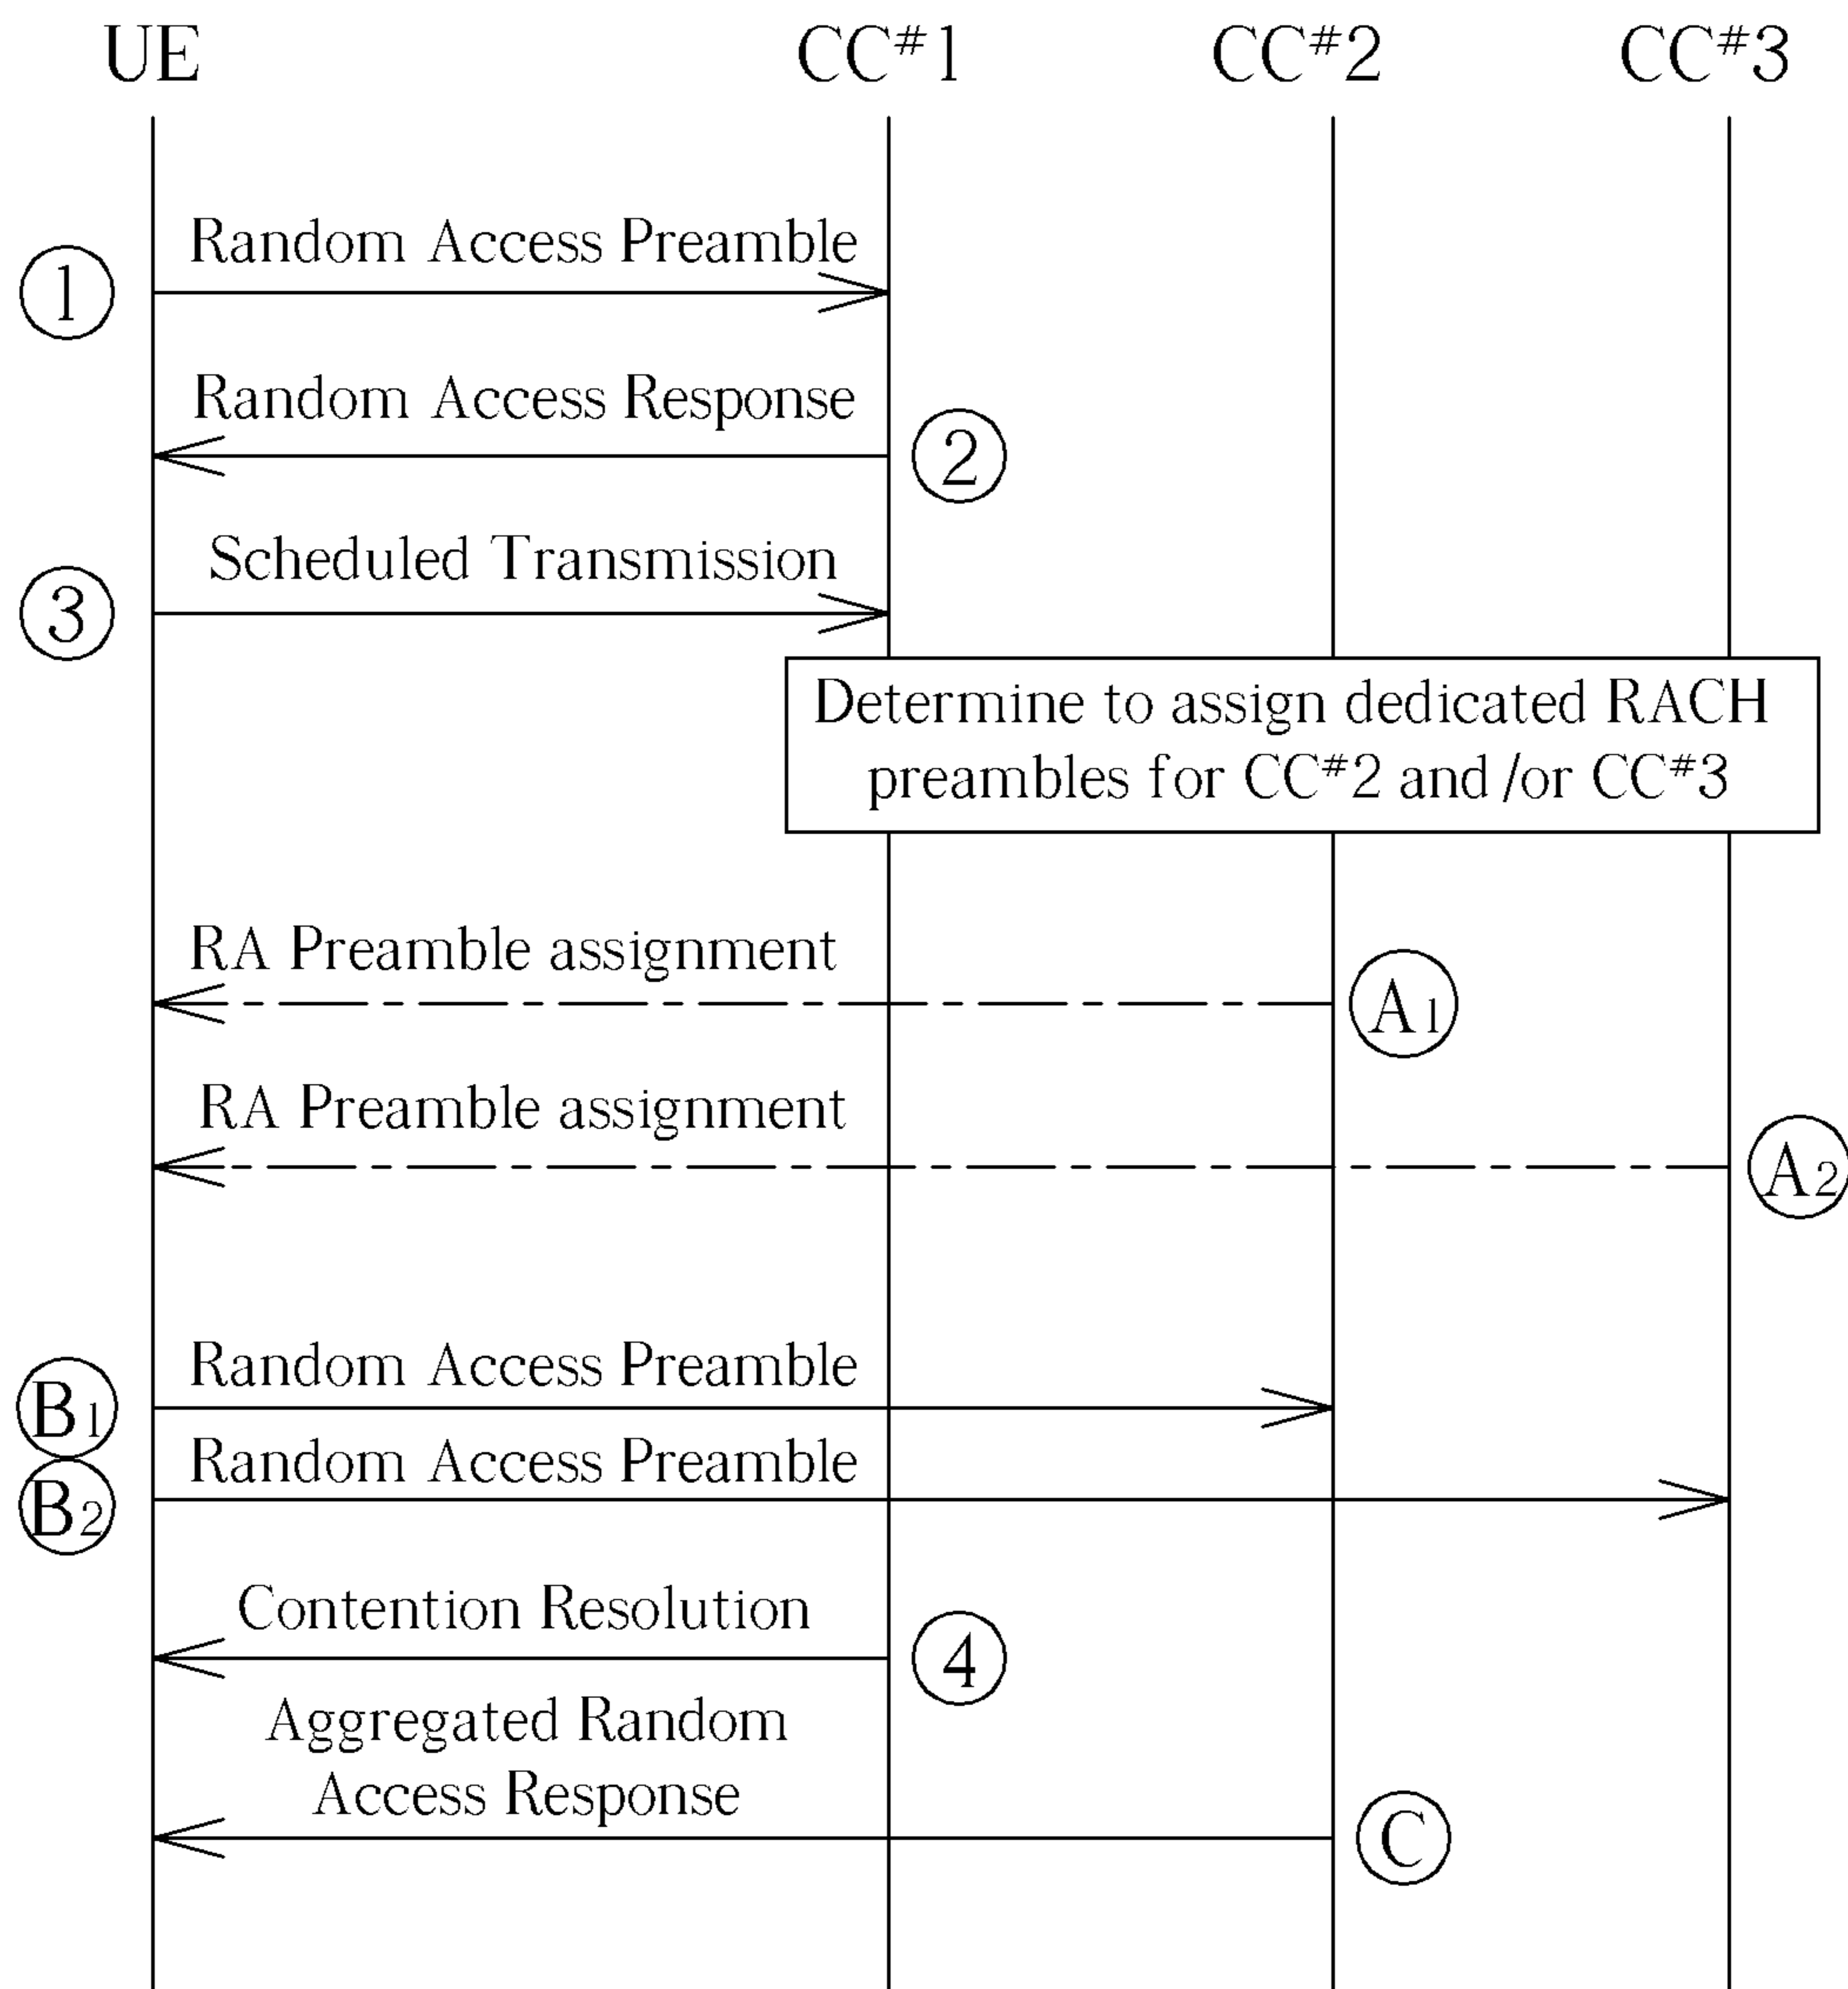 UE CC#1 CC#2 CC#3
Random Access Preamble
1
Random Access Response
2
Scheduled Transmission
3
Determine to assign dedicated RACH
preambles for CC#2 and /or CC#3
RA Preamble assignment
A1
RA Preamble assignment
A2
Random Access Preamble
B1
Random Access Preamble
B2
Contention Resolution
4
Aggregated Random
Access Response
C